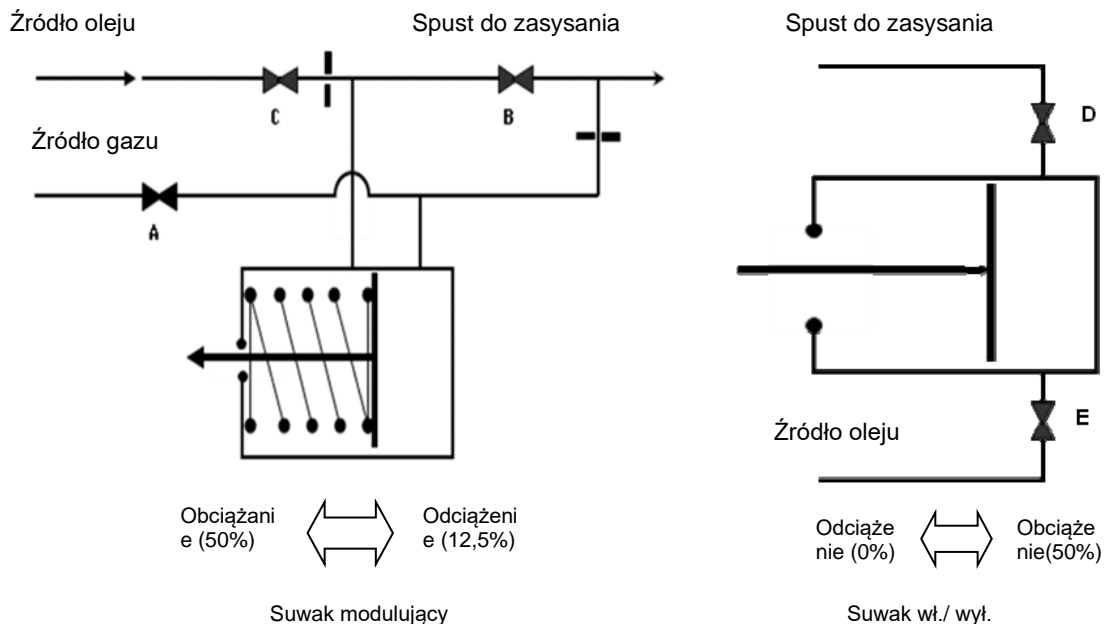 Źródło oleju
Spust do zasysania
Spust do zasysania
C
B
D
Źródło gazu
A
E
Źródło oleju
Obciążani
e (50%)
Odciążeni
e (12,5%)
Odciąże
nie (0%)
Obciąże
nie(50%)
Suwak modulujący
Suwak wł./ wył.